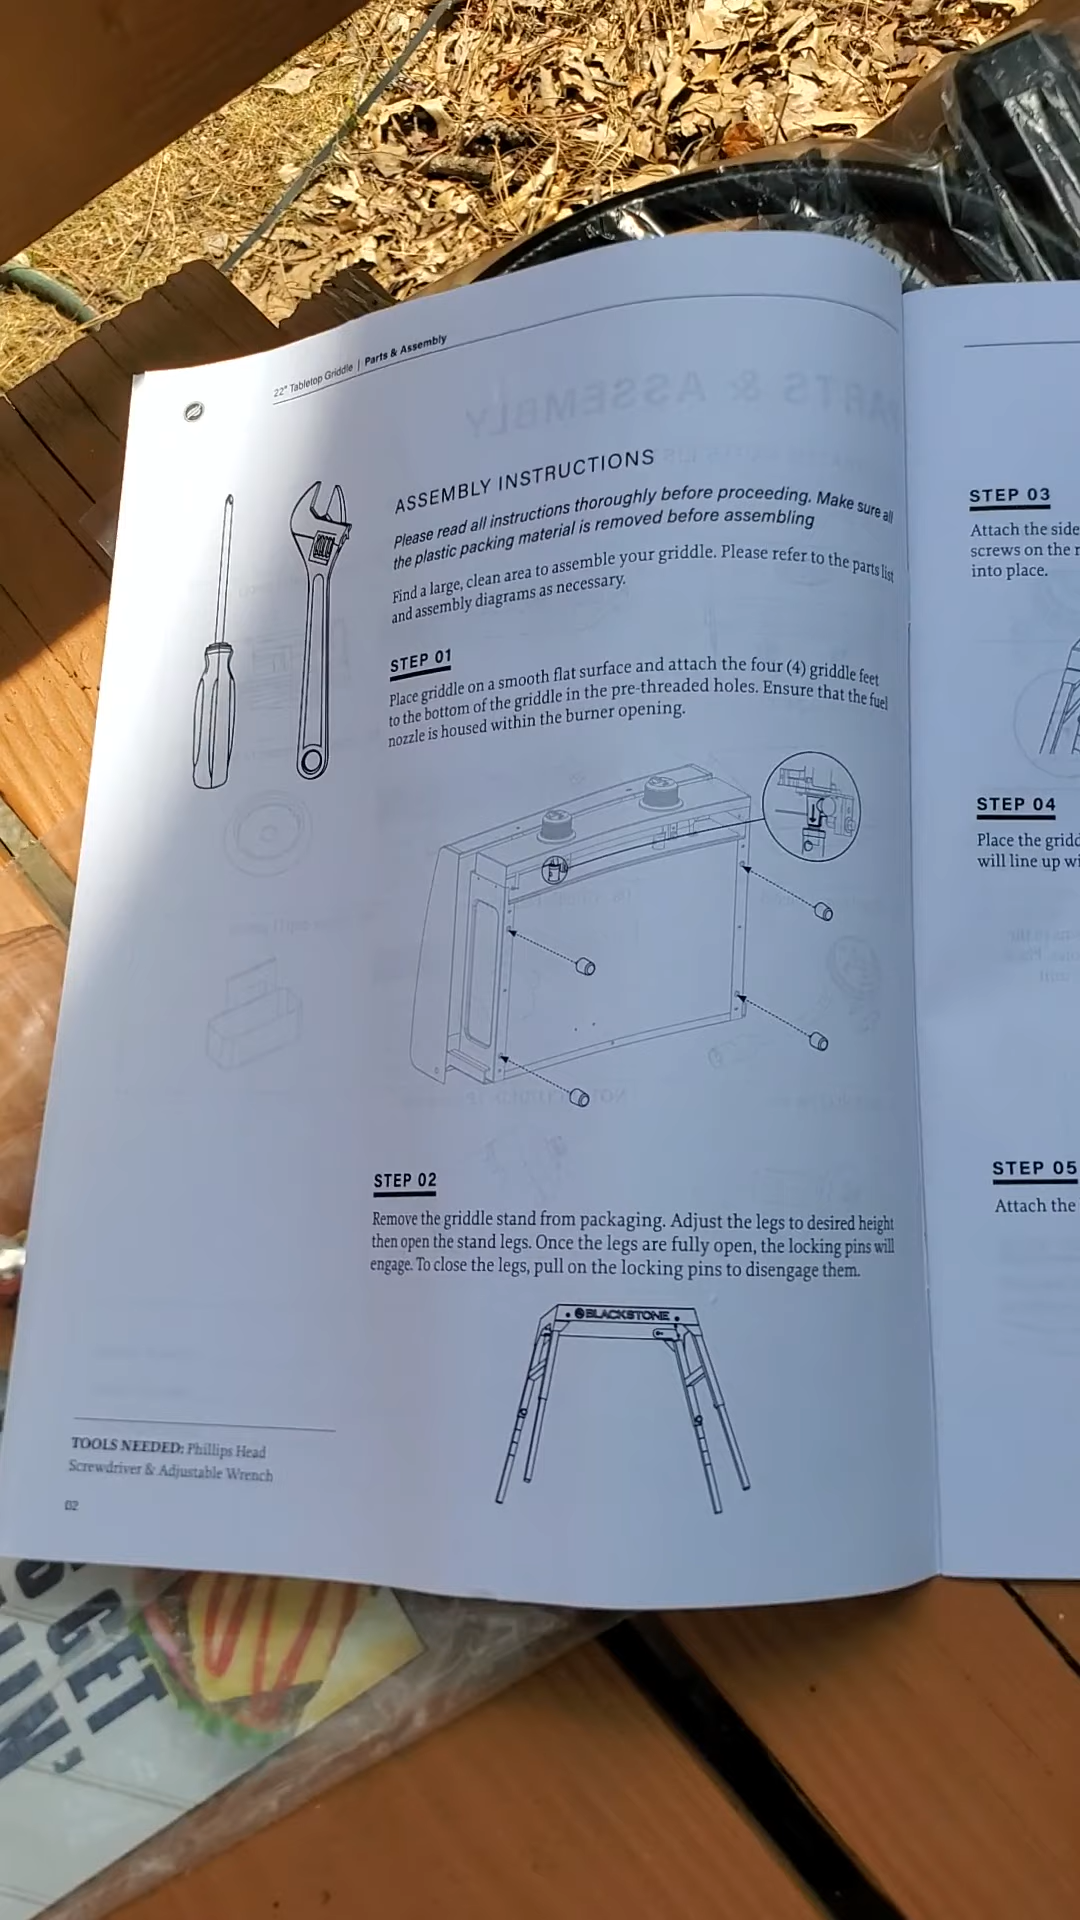 22" Tabletop Griddle | Parts & Assembly
ASSEMBLY INSTRUCTIONS
Please read all instructions thoroughly before proceeding. Make sure all
the plastic packing material is removed before assembling
Find a large, clean area to assemble your griddle. Please refer to the parts list
and assembly diagrams as necessary.
STEP 01
Place griddle on a smooth flat surface and attach the four (4) griddle feet
to the bottom of the griddle in the pre-threaded holes. Ensure that the fuel
nozzle is housed within the burner opening.
STEP 02
Remove the griddle stand from packaging. Adjust the legs to desired height
then open the stand legs. Once the legs are fully open, the locking pins will
engage. To close the legs, pull on the locking pins to disengage them.
BLACKSTONE
TOOLS NEEDED: Phillips Head
Screwdriver & Adjustable Wrench
02
STEP 03
Attach the side
screws on the
into place.
STEP 04
Place the
will line up
STEP 05
Attach the